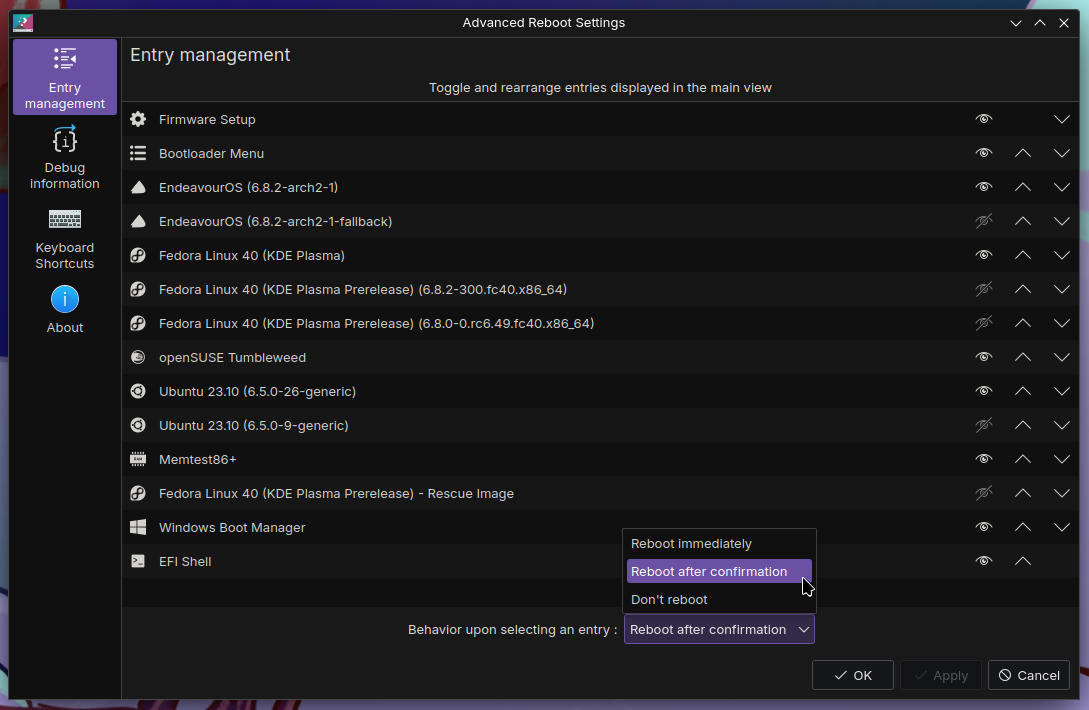 Advanced Reboot Settings
Entry
management
Debug
information
Keyboard
Shortcuts
About
Entry management
Toggle and rearrange entries displayed in the main view
Firmware Setup
Bootloader Menu
EndeavourOS (6.8.2-arch2-1)
EndeavourOS (6.8.2-arch2-1-fallback)
Fedora Linux 40 (KDE Plasma)
Fedora Linux 40 (KDE Plasma Prerelease) (6.8.2-300.fc40.x86_64)
Fedora Linux 40 (KDE Plasma Prerelease) (6.8.0-0.rc6.49.fc40.x86_64)
openSUSE Tumbleweed
Ubuntu 23.10 (6.5.0-26-generic)
Ubuntu 23.10 (6.5.0-9-generic)
Memtest86+
Fedora Linux 40 (KDE Plasma Prerelease) - Rescue Image
Windows Boot Manager
EFI Shell
Reboot immediately
Reboot after confirmation
Don't reboot
Behavior upon selecting an entry : Reboot after confirmation
OK Apply Cancel